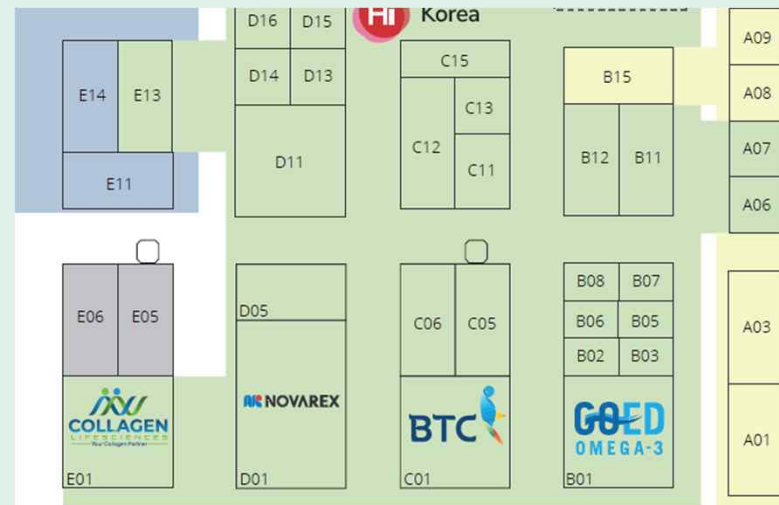 Hi Korea
D16 D15
A09
E14 E13
D14 D13
C15
B15
A08
C13
D11
C12
C11
B12 B11
A07
E11
A06
E06 E05
D05
C06 C05
B08 B07
B06 B05
B02 B03
A03
COLLAGEN
LIFESCIENCES
Your Collagen Partner
E01
NOVAREX
D01
BTC
C01
GOED
OMEGA-3
B01
A01